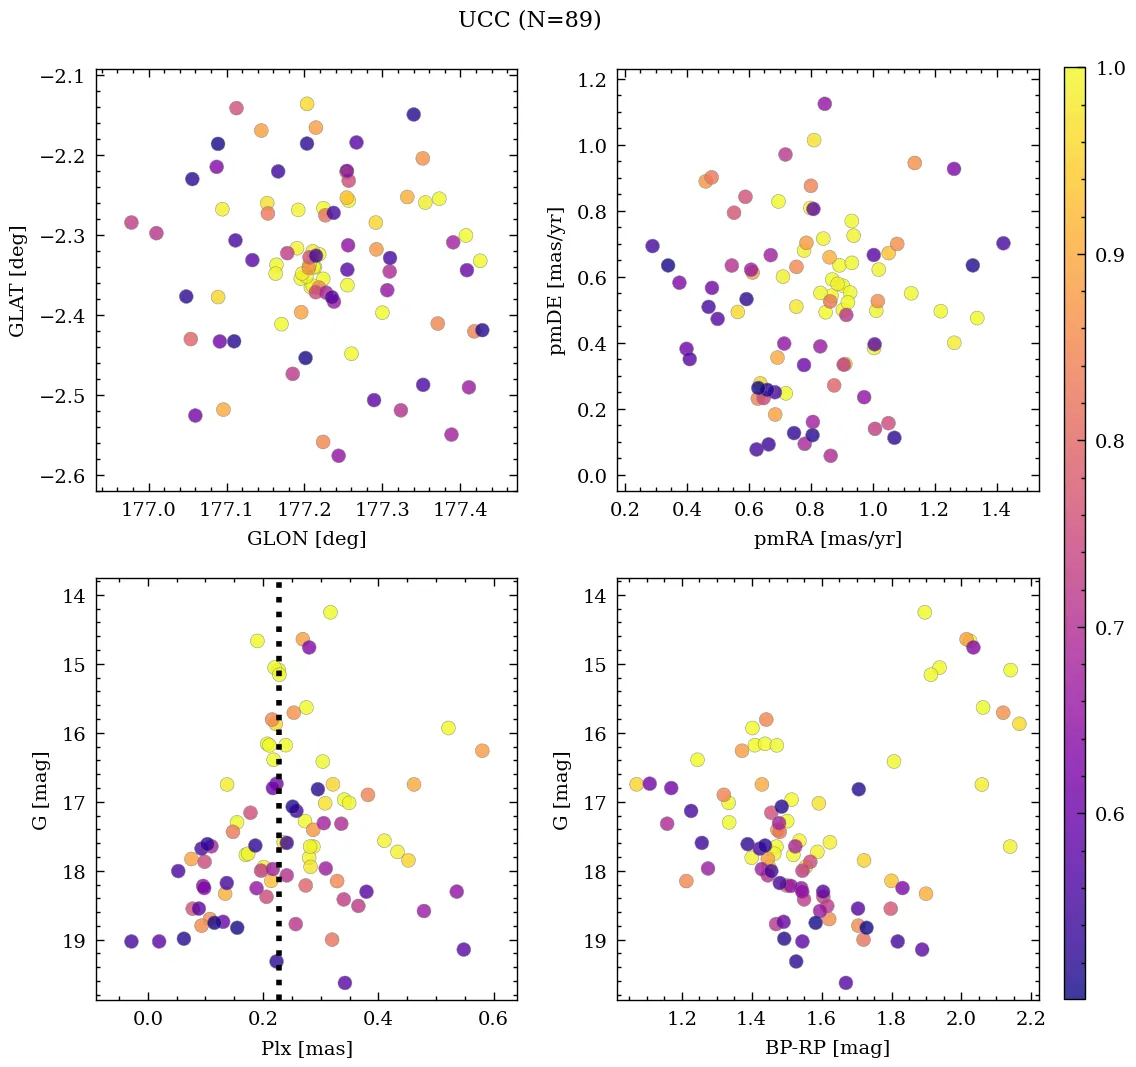 UCC (N=89)
−2.1
−2.2
−2.3
−2.4
−2.5
−2.6
GLAT [deg]
177.0 177.1 177.2 177.3 177.4
GLON [deg]
1.2
1.0
0.8
0.6
0.4
0.2
0.0
pmDE [mas/yr]
0.2 0.4 0.6 0.8 1.0 1.2 1.4
pmRA [mas/yr]
14
15
16
17
18
19
G [mag]
0.0 0.2 0.4 0.6
Plx [mas]
14
15
16
17
18
19
G [mag]
1.2 1.4 1.6 1.8 2.0 2.2
BP-RP [mag]
1.0
0.9
0.8
0.7
0.6